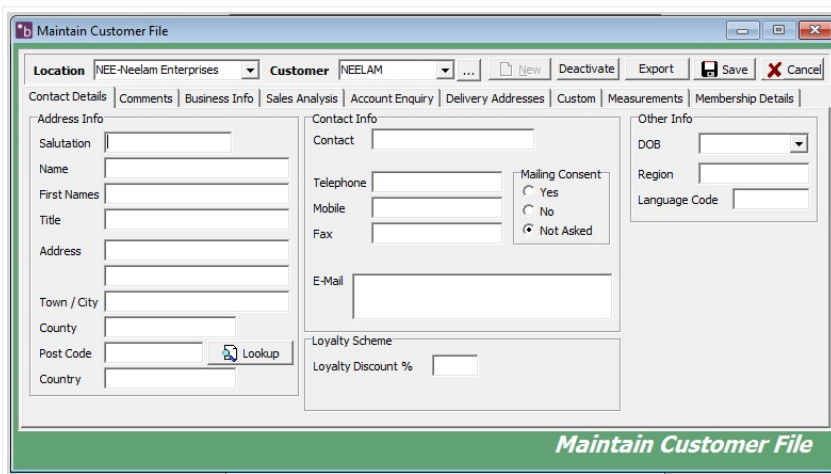 b Maintain Customer File
Location NEE-Neelam Enterprises Customer NEELAM ... New Deactivate Export Save Cancel
Contact Details Comments Business Info Sales Analysis Account Enquiry Delivery Addresses Custom Measurements Membership Details
Address Info
Salutation
Name
First Names
Title
Address
Town / City
County
Post Code Lookup
Country
Contact Info
Contact
Telephone
Mobile
Fax
Mailing Consent
Yes
No
Not Asked
E-Mail
Loyalty Scheme
Loyalty Discount %
Other Info
DOB
Region
Language Code
Maintain Customer File